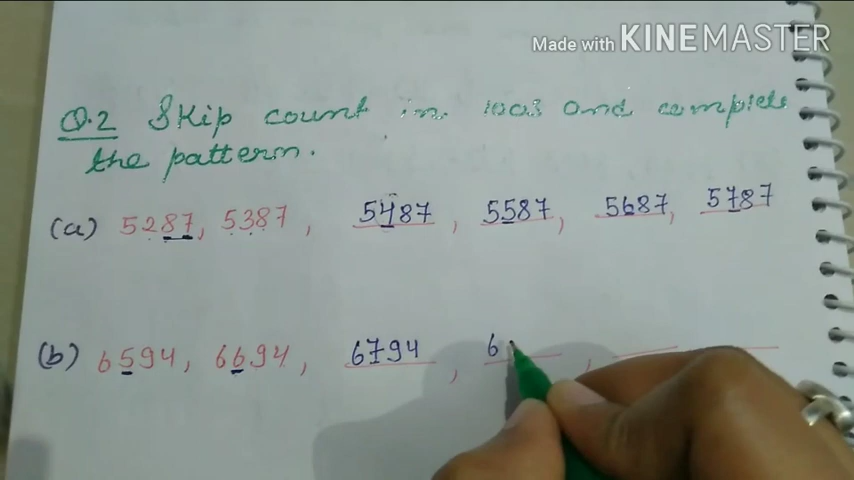 Made with KINEMASTER
Q.2 Skip count in 100s and complete
the pattern.
(a) 5287, 5387, 5487, 5587, 5687, 5787
(b) 6594, 6694, 6794, 6